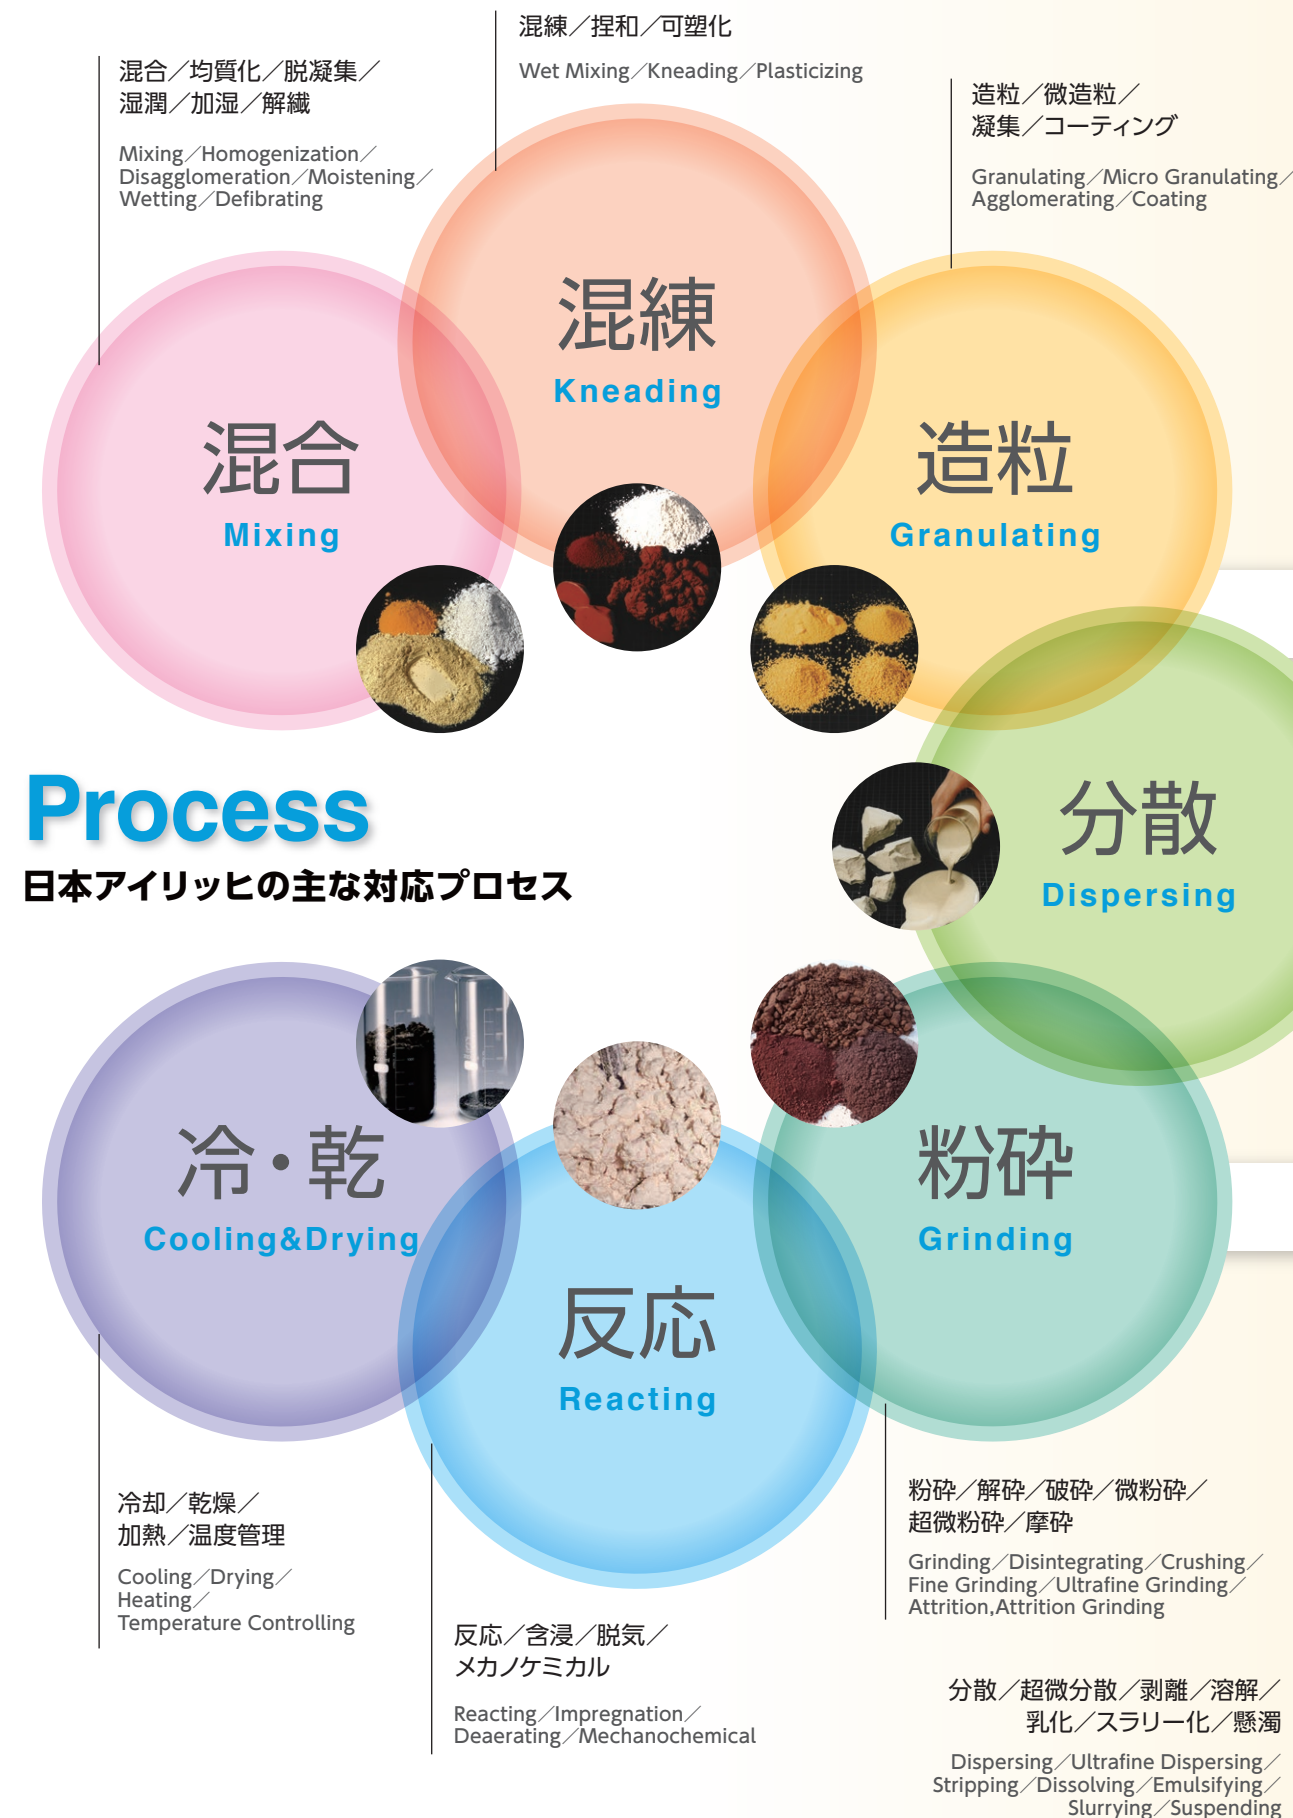 混練／捏和／可塑化
Wet Mixing／Kneading／Plasticizing
混合／均質化／脱凝集／
湿潤／加湿／解繊
Mixing／Homogenization／
Disagglomeration／Moistening／
Wetting／Defibrating
造粒／微造粒／
凝集／コーティング
Granulating／Micro Granulating／
Agglomerating／Coating
混練
Kneading
混合
Mixing
造粒
Granulating
Process
日本アイリッヒの主な対応プロセス
分散
Dispersing
冷・乾
Cooling&Drying
粉砕
Grinding
反応
Reacting
冷却／乾燥／
加熱／温度管理
Cooling／Drying／
Heating／
Temperature Controlling
反応／含浸／脱気／
メカノケミカル
Reacting／Impregnation／
Deaerating／Mechanochemical
粉砕／解砕／破砕／微粉砕／
超微粉砕／摩砕
Grinding／Disintegrating／Crushing／
Fine Grinding／Ultrafine Grinding／
Attrition,Attrition Grinding
分散／超微分散／剥離／溶解／
乳化／スラリー化／懸濁
Dispersing／Ultrafine Dispersing／
Stripping／Dissolving／Emulsifying／
Slurrying／Suspending